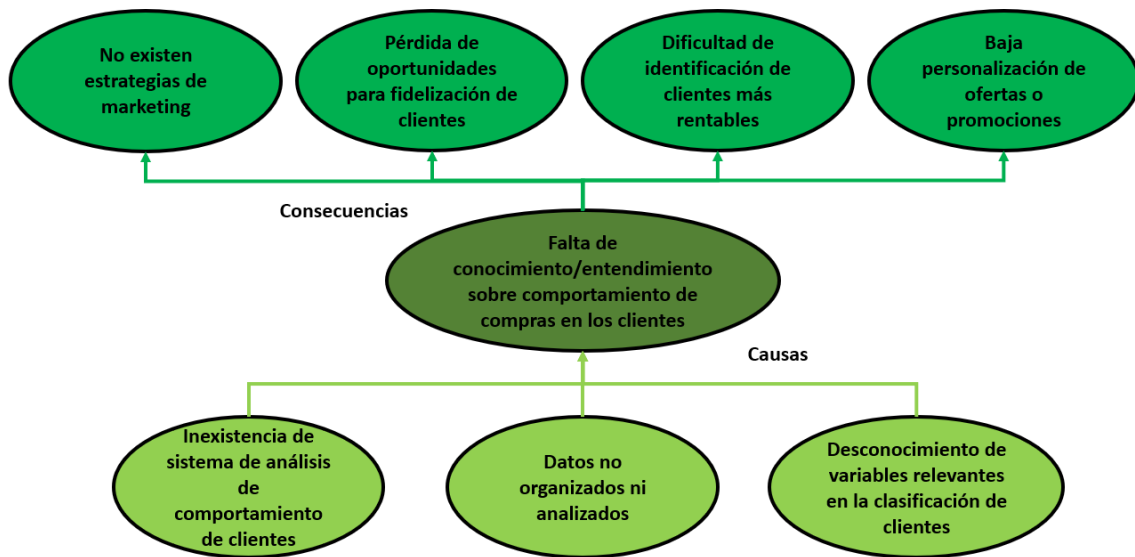 No existen
estrategias de
marketing
Pérdida de
oportunidades
para fidelización de
clientes
Dificultad de
identificación de
clientes más
rentables
Baja
personalización de
ofertas o
promociones
Consecuencias
Falta de
conocimiento/entendimiento
sobre comportamiento de
compras en los clientes
Causas
Inexistencia de
sistema de análisis
de
comportamiento
de clientes
Datos no
organizados ni
analizados
Desconocimiento de
variables relevantes
en la clasificación de
clientes